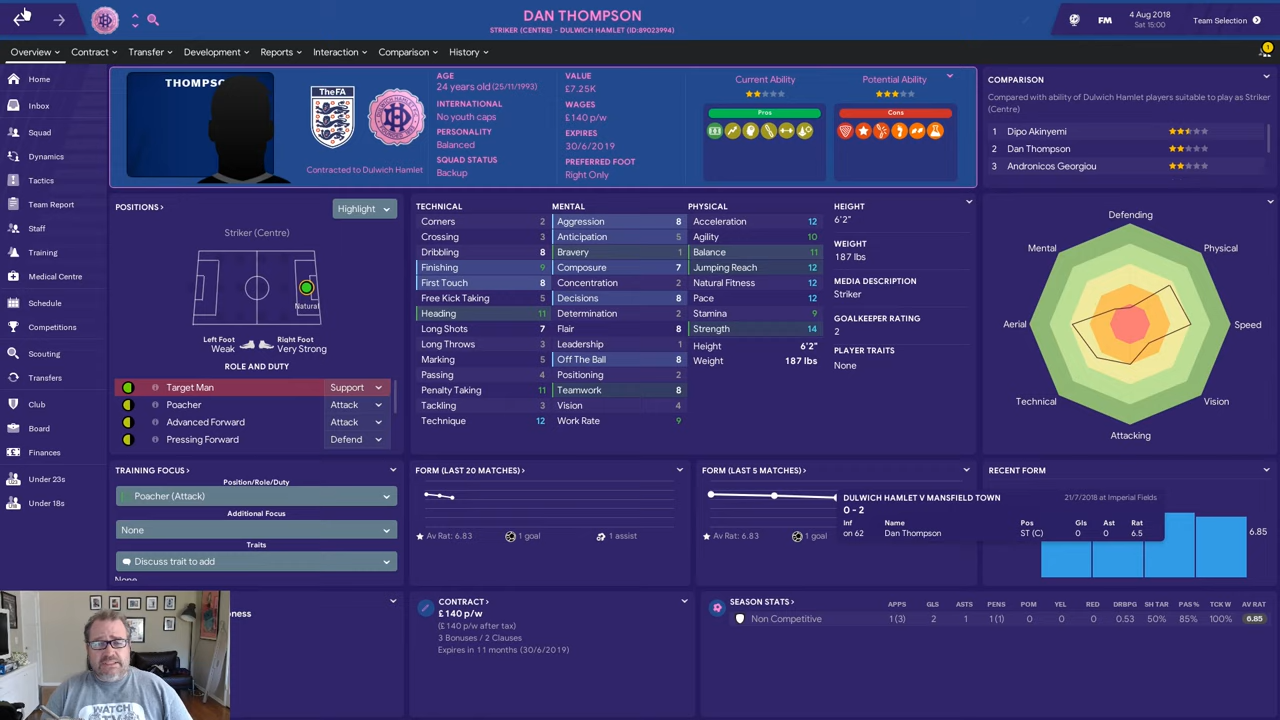 DAN THOMPSON
STRIKER (CENTRE) - DULWICH HAMLET (ID:89023994)
FM
4 Aug 2018
Sat 15:00
Team Selection
Overview
Contract
Transfer
Development
Reports
Interaction
Comparison
History
1
Home
Inbox
Squad
Dynamics
Tactics
Team Report
Staff
Training
Medical Centre
Schedule
Competitions
Scouting
Transfers
Club
Board
Finances
Under 23s
Under 18s
THOMPS
TheFA
Contracted to Dulwich Hamlet
AGE
24 years old (25/11/1993)
INTERNATIONAL
No youth caps
PERSONALITY
Balanced
SQUAD STATUS
Backup
VALUE
£7.25K
WAGES
£140 p/w
EXPIRES
30/6/2019
PREFERRED FOOT
Right Only
Current Ability
Pros
Potential Ability
Cons
COMPARISON
Compared with ability of Dulwich Hamlet players suitable to play as Striker
(Centre)
1 Dipo Akinyemi
2 Dan Thompson
3 Andronicos Georgiou
POSITIONS
Highlight
Striker (Centre)
Natural
Left Foot
Weak
Right Foot
Very Strong
ROLE AND DUTY
Target Man Support
Poacher Attack
Advanced Forward Attack
Pressing Forward Defend
TECHNICAL
Corners 2
Crossing 3
Dribbling 8
Finishing 9
First Touch 8
Free Kick Taking 5
Heading 11
Long Shots 7
Long Throws 3
Marking 5
Passing 4
Penalty Taking 11
Tackling 3
Technique 12
MENTAL
Aggression 8
Anticipation 5
Bravery 1
Composure 7
Concentration 2
Decisions 8
Determination 2
Flair 8
Leadership 1
Off The Ball 8
Positioning 2
Teamwork 8
Vision 4
Work Rate 9
PHYSICAL
Acceleration 12
Agility 10
Balance 11
Jumping Reach 12
Natural Fitness 12
Pace 12
Stamina 9
Strength 14
Height 6'2"
Weight 187 lbs
HEIGHT
6'2"
WEIGHT
187 lbs
MEDIA DESCRIPTION
Striker
GOALKEEPER RATING
2
PLAYER TRAITS
None
Defending
Physical
Speed
Vision
Attacking
Technical
Aerial
Mental
TRAINING FOCUS
Position/Role/Duty
Poacher (Attack)
Additional Focus
None
Traits
Discuss trait to add
None
FORM (LAST 20 MATCHES)
Av Rat: 6.83
1 goal
1 assist
FORM (LAST 5 MATCHES)
Av Rat: 6.83
1 goal
DULWICH HAMLET V MANSFIELD TOWN
21/7/2018 at Imperial Fields
0 - 2
Inf Name Pos Gls Ast Rat
on 62 Dan Thompson ST (C) 0 0 6.5
RECENT FORM
6.85
CONTRACT
£140 p/w
(£140 p/w after tax)
3 Bonuses / 2 Clauses
Expires in 11 months (30/6/2019)
SEASON STATS
APPS GLS ASTS PENS POM YEL RED DRBPG SH TAR PAS% TCK W AV RAT
Non Competitive 1 (3) 2 1 1 (1) 0 0 0 0.53 50% 85% 100% 6.85
WATCH